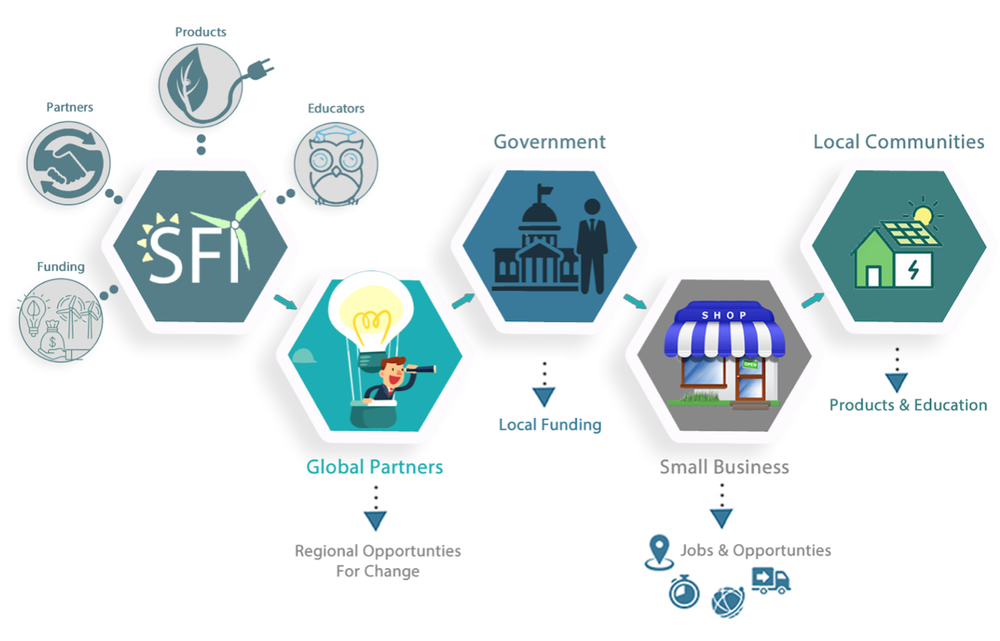 Products
Partners
Educators
Funding
SFI
Government
Local Communities
SHOP
OPEN
Local Funding
Products & Education
Global Partners
Small Business
Regional Opportunties
For Change
Jobs & Opportunties
$